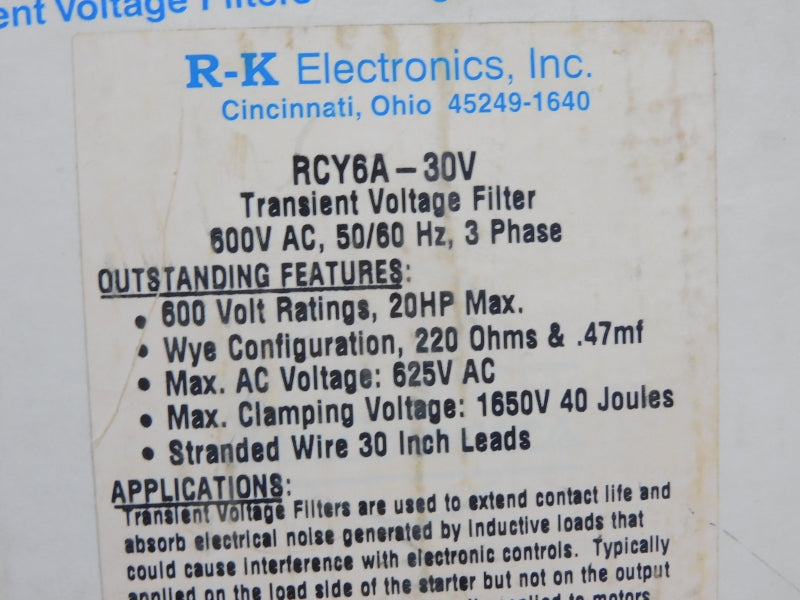 ent Voltage Filters
R-K Electronics, Inc.
Cincinnati, Ohio 45249-1640
RCY6A – 30V
Transient Voltage Filter
600V AC, 50/60 Hz, 3 Phase
OUTSTANDING FEATURES:
• 600 Volt Ratings, 20HP Max.
• Wye Configuration, 220 Ohms & .47mf
• Max. AC Voltage: 625V AC
• Max. Clamping Voltage: 1650V 40 Joules
• Stranded Wire 30 Inch Leads
APPLICATIONS:
Transient Voltage Filters are used to extend contact life and
absorb electrical noise generated by inductive loads that
could cause interference with electronic controls. Typically
applied on the load side of the starter but not on the output
applied to motors